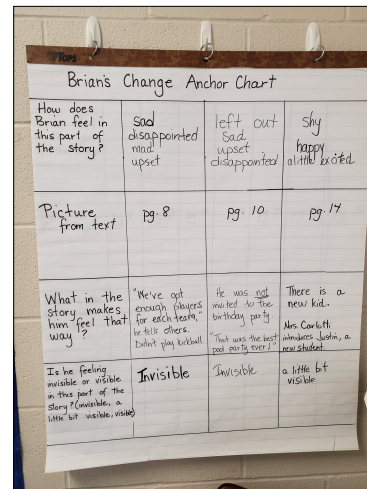 TOPS
Brian's Change Anchor Chart
How does
Brian feel in
this part of
the story?
sad
disappointed
mad
upset
left out
sad
upset
disappointed
shy
happy
a little excited
Picture
from text
pg. 8
pg. 10
pg. 14
What in the
story makes
him feel that
way?
"We've got
enough players
for each team,"
he tells others.
Didn't play kickball.
He was not
invited to the
birthday party.
"That was the best
pool party ever!"
There is a
new kid.
Mrs. Carlotti
introduces Justin, a
new student.
Is he feeling
invisible or visible
in this part of the
story? (invisible, a
little bit visible, visible)
Invisible
Invisible
a little bit
visible